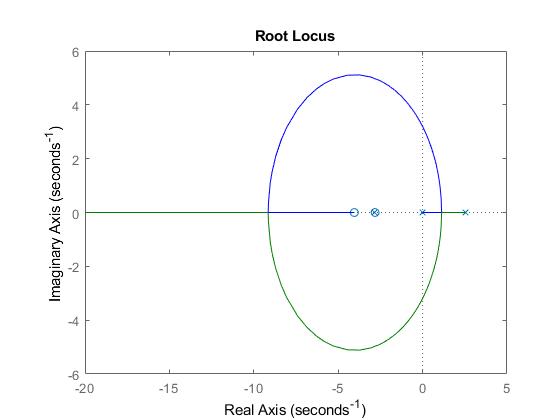 Root Locus
6
4
2
0
-2
-4
-6
Imaginary Axis (seconds⁻¹)
-20 -15 -10 -5 0 5
Real Axis (seconds⁻¹)